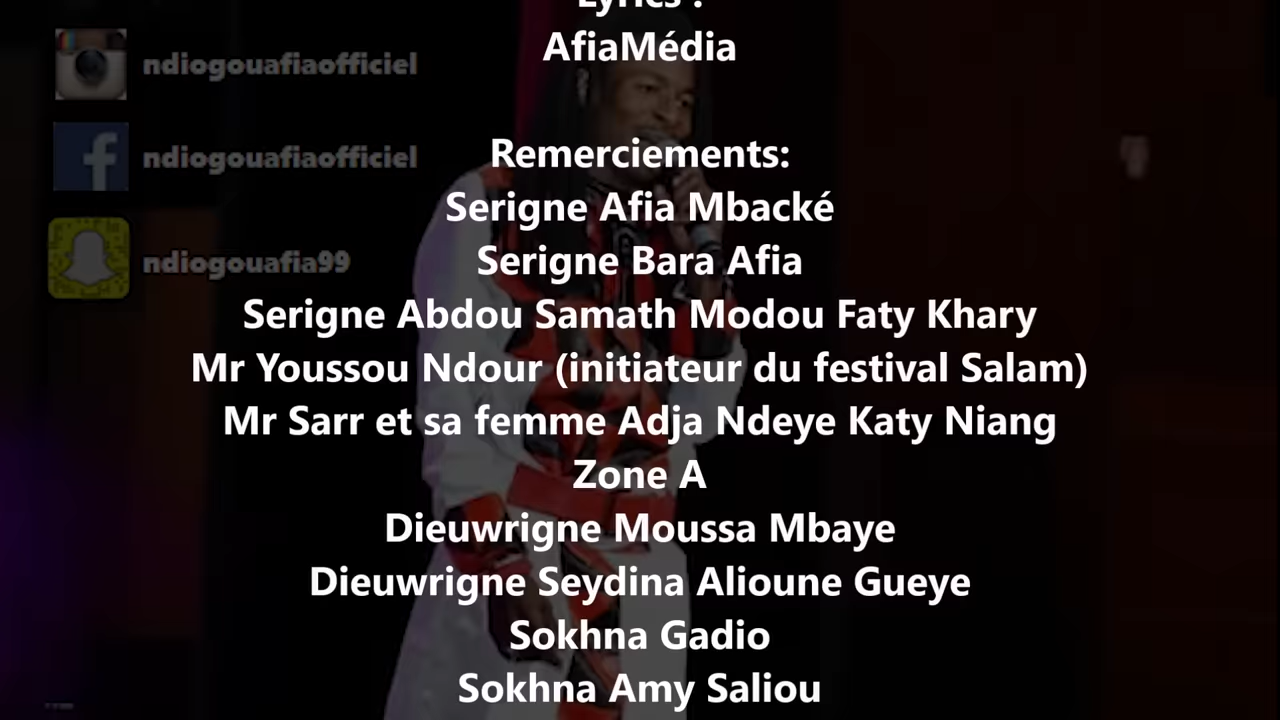 Lyrics :
AfiaMédia
ndiogouafiaofficiel
ndiogouafiaofficiel
ndiogouafia99
Remerciements:
Serigne Afia Mbacké
Serigne Bara Afia
Serigne Abdou Samath Modou Faty Khary
Mr Youssou Ndour (initiateur du festival Salam)
Mr Sarr et sa femme Adja Ndeye Katy Niang
Zone A
Dieuwrigne Moussa Mbaye
Dieuwrigne Seydina Alioune Gueye
Sokhna Gadio
Sokhna Amy Saliou